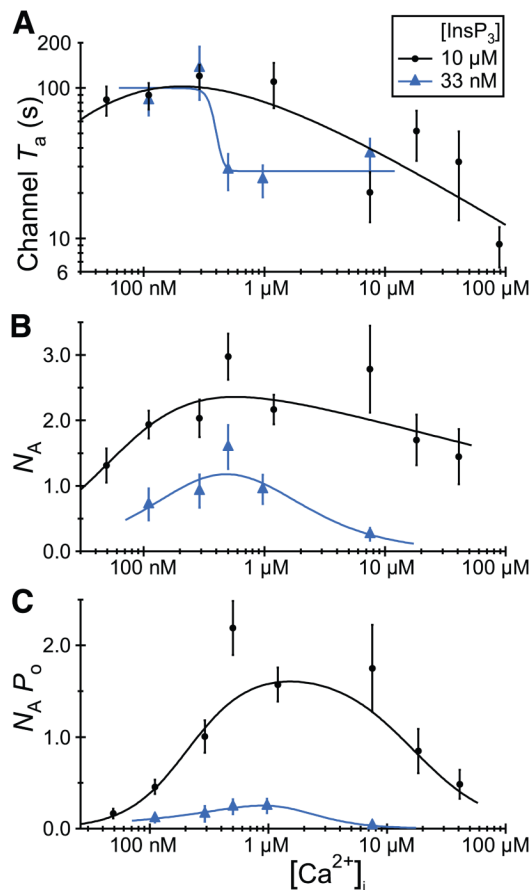 A
200
100
10
6
Channel Tₐ (s)
[InsP₃]
10 µM
33 nM
100 nM 1 µM 10 µM 100 µM
B
3.0
2.0
1.0
0.0
N_A
100 nM 1 µM 10 µM 100 µM
C
2.0
1.0
0.0
N_A P_o
100 nM 1 µM 10 µM 100 µM
[Ca²⁺]ᵢ